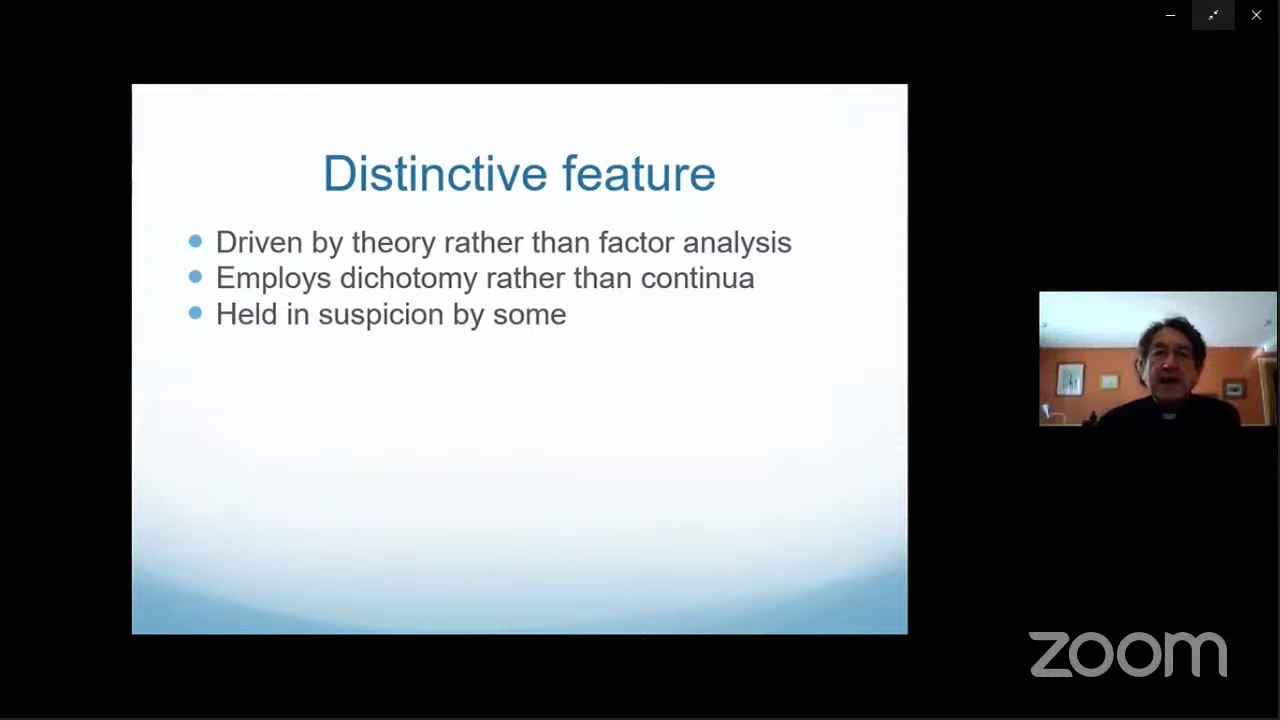 Distinctive feature
Driven by theory rather than factor analysis
Employs dichotomy rather than continua
Held in suspicion by some
zoom